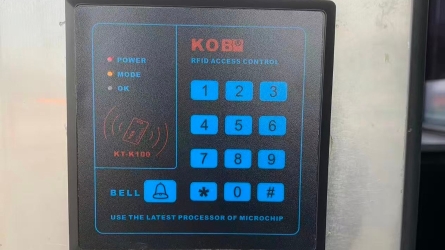 KOB
RFID ACCESS CONTROL
POWER
MODE
OK
KT-K100
1 2 3
4 5 6
7 8 9
* 0 #
BELL
USE THE LATEST PROCESSOR OF MICROCHIP